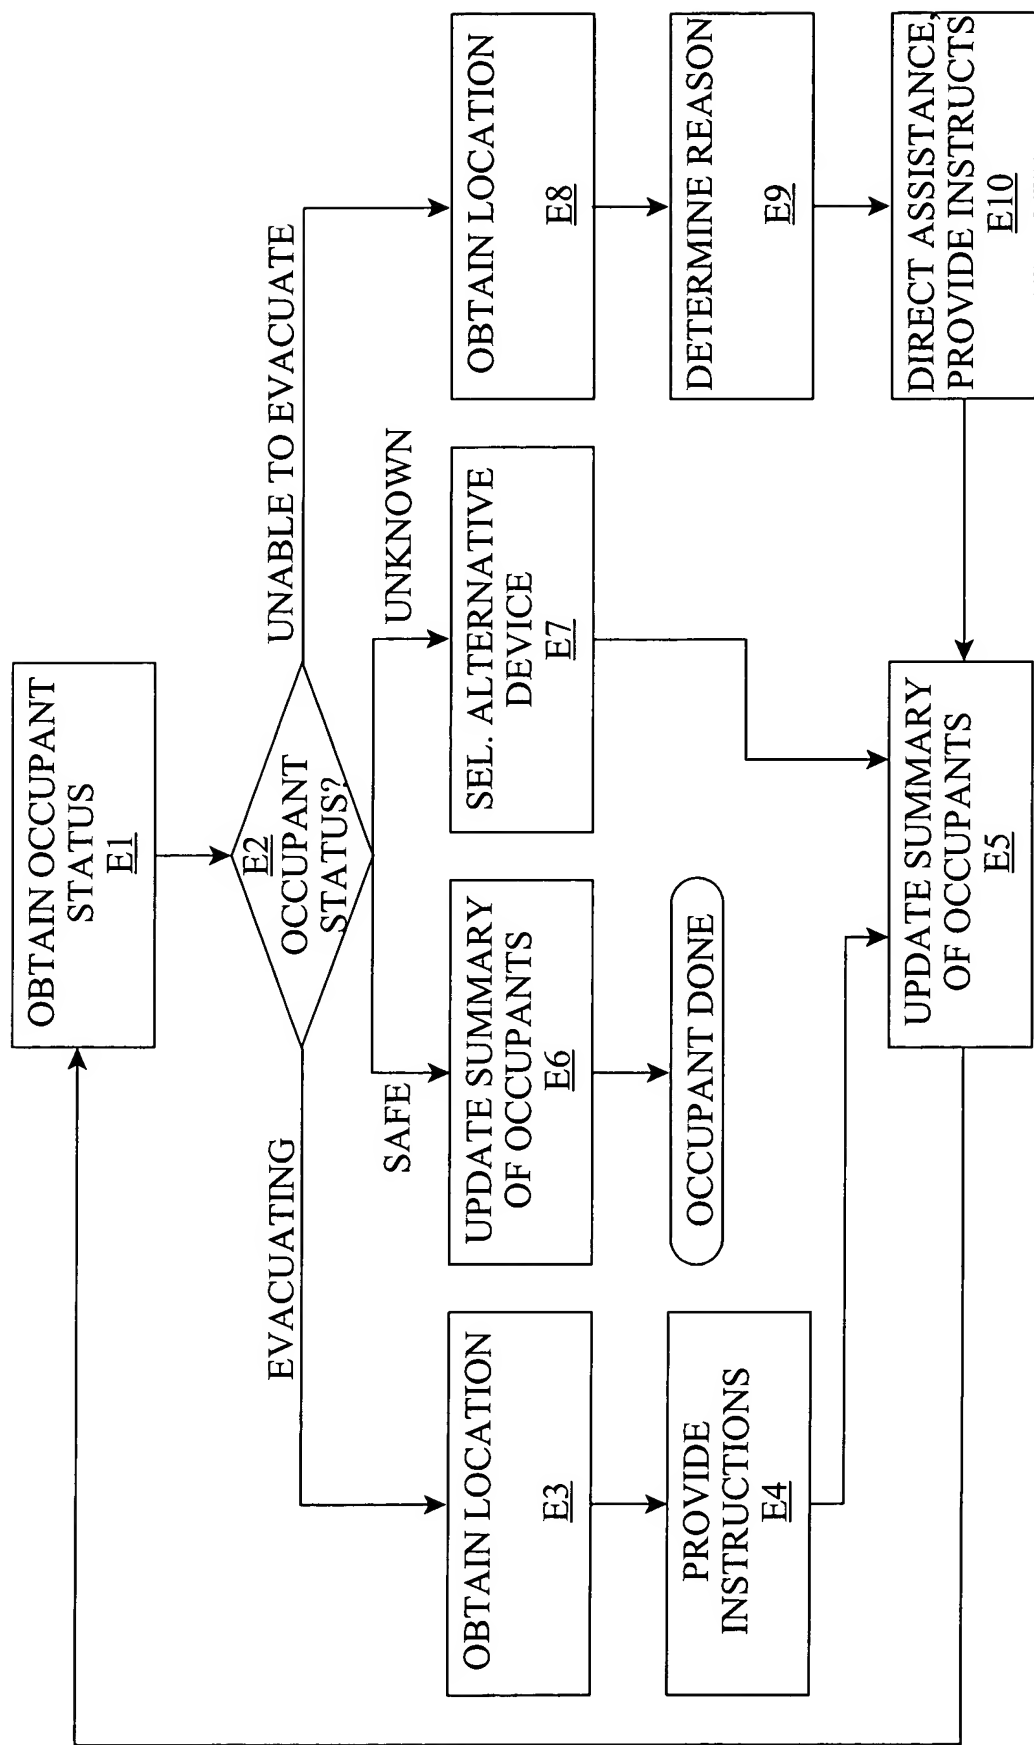 OBTAIN OCCUPANT
STATUS
E1
E2
OCCUPANT
STATUS?
EVACUATING
SAFE
UNKNOWN
UNABLE TO EVACUATE
OBTAIN LOCATION
E3
UPDATE SUMMARY
OF OCCUPANTS
E6
SEL. ALTERNATIVE
DEVICE
E7
OBTAIN LOCATION
E8
PROVIDE
INSTRUCTIONS
E4
OCCUPANT DONE
DETERMINE REASON
E9
UPDATE SUMMARY
OF OCCUPANTS
E5
DIRECT ASSISTANCE,
PROVIDE INSTRUCTS
E10